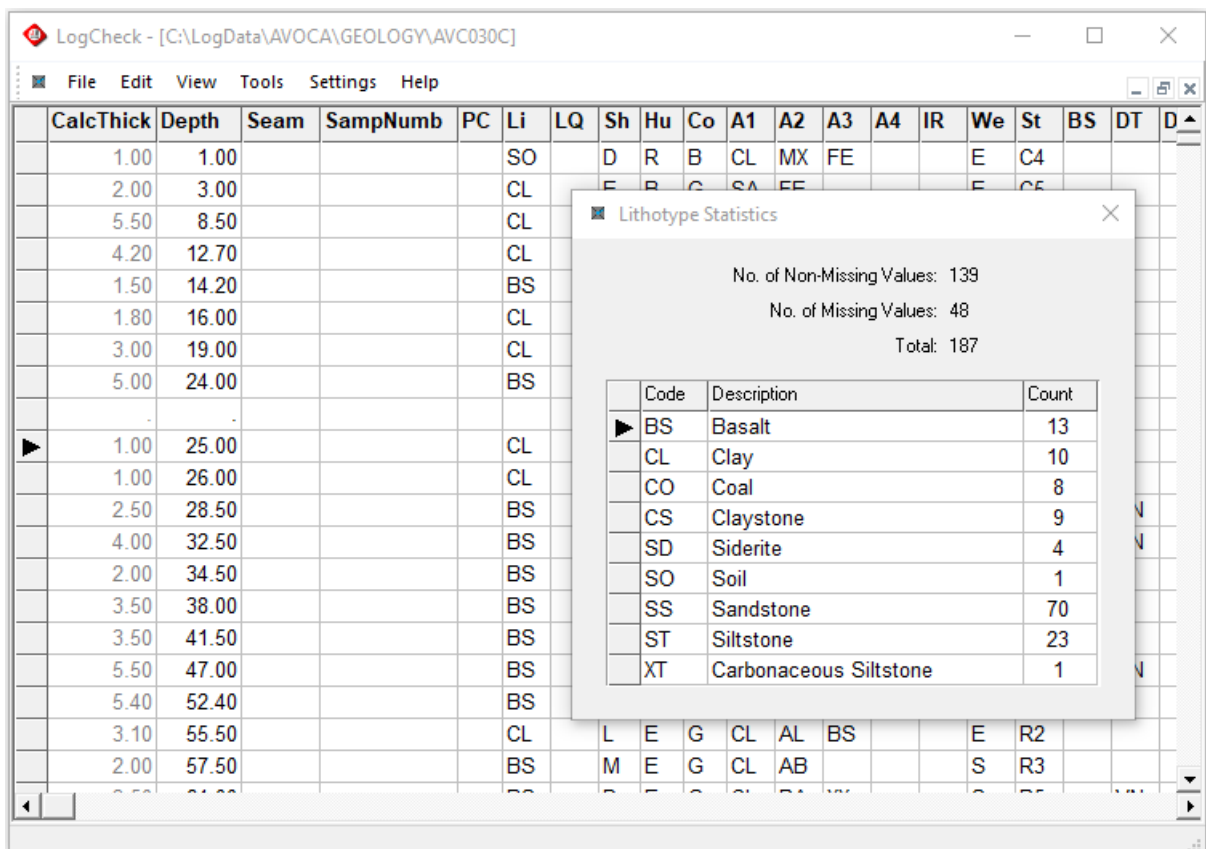 LogCheck - [C:\LogData\AVOCA\GEOLOGY\AVC030C]
File Edit View Tools Settings Help
CalcThick Depth Seam SampNumb PC Li LQ Sh Hu Co A1 A2 A3 A4 IR We St BS DT D
1.00 1.00 SO D R B CL MX FE E C4
2.00 3.00 CL
5.50 8.50 CL
4.20 12.70 CL
1.50 14.20 BS
1.80 16.00 CL
3.00 19.00 CL
5.00 24.00 BS
. .
1.00 25.00 CL
1.00 26.00 CL
2.50 28.50 BS N
4.00 32.50 BS N
2.00 34.50 BS
3.50 38.00 BS
3.50 41.50 BS
5.50 47.00 BS N
5.40 52.40 BS
3.10 55.50 CL L E G CL AL BS E R2
2.00 57.50 BS M E G CL AB S R3
Lithotype Statistics
No. of Non-Missing Values: 139
No. of Missing Values: 48
Total: 187
Code Description Count
BS Basalt 13
CL Clay 10
CO Coal 8
CS Claystone 9
SD Siderite 4
SO Soil 1
SS Sandstone 70
ST Siltstone 23
XT Carbonaceous Siltstone 1